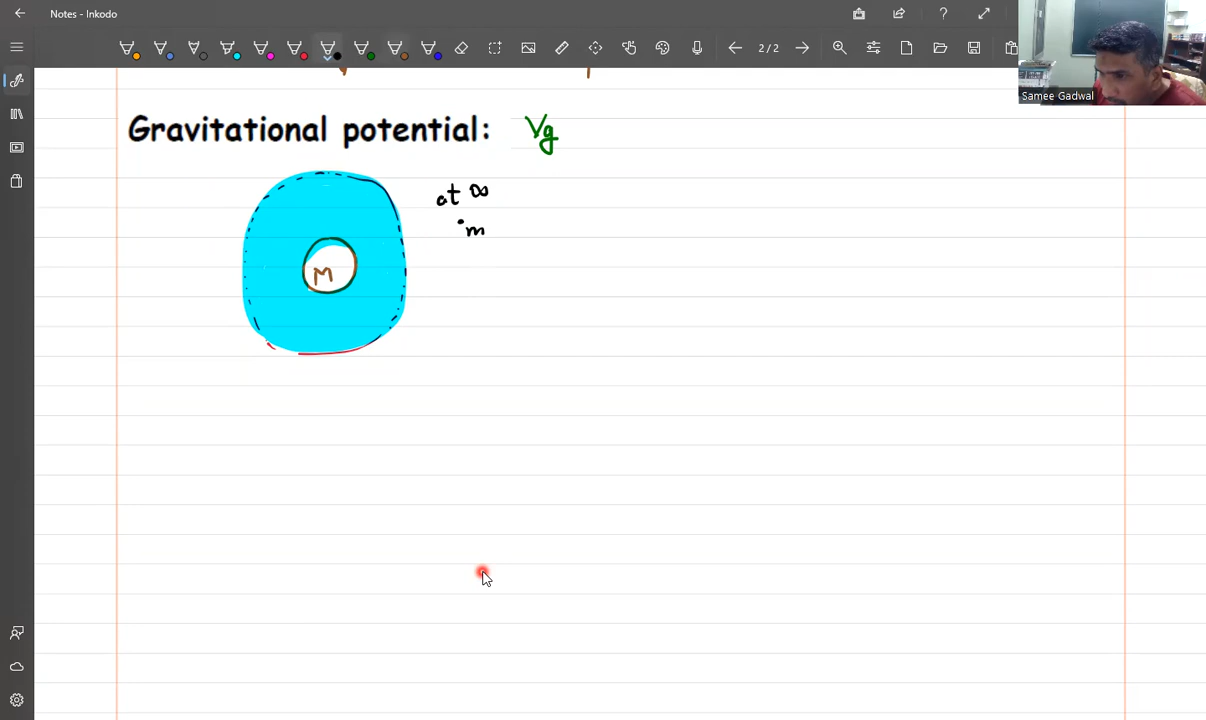 Notes - Inkodo
2/2
Samee Gadwal
Gravitational potential: Vg
at ∞
m
M